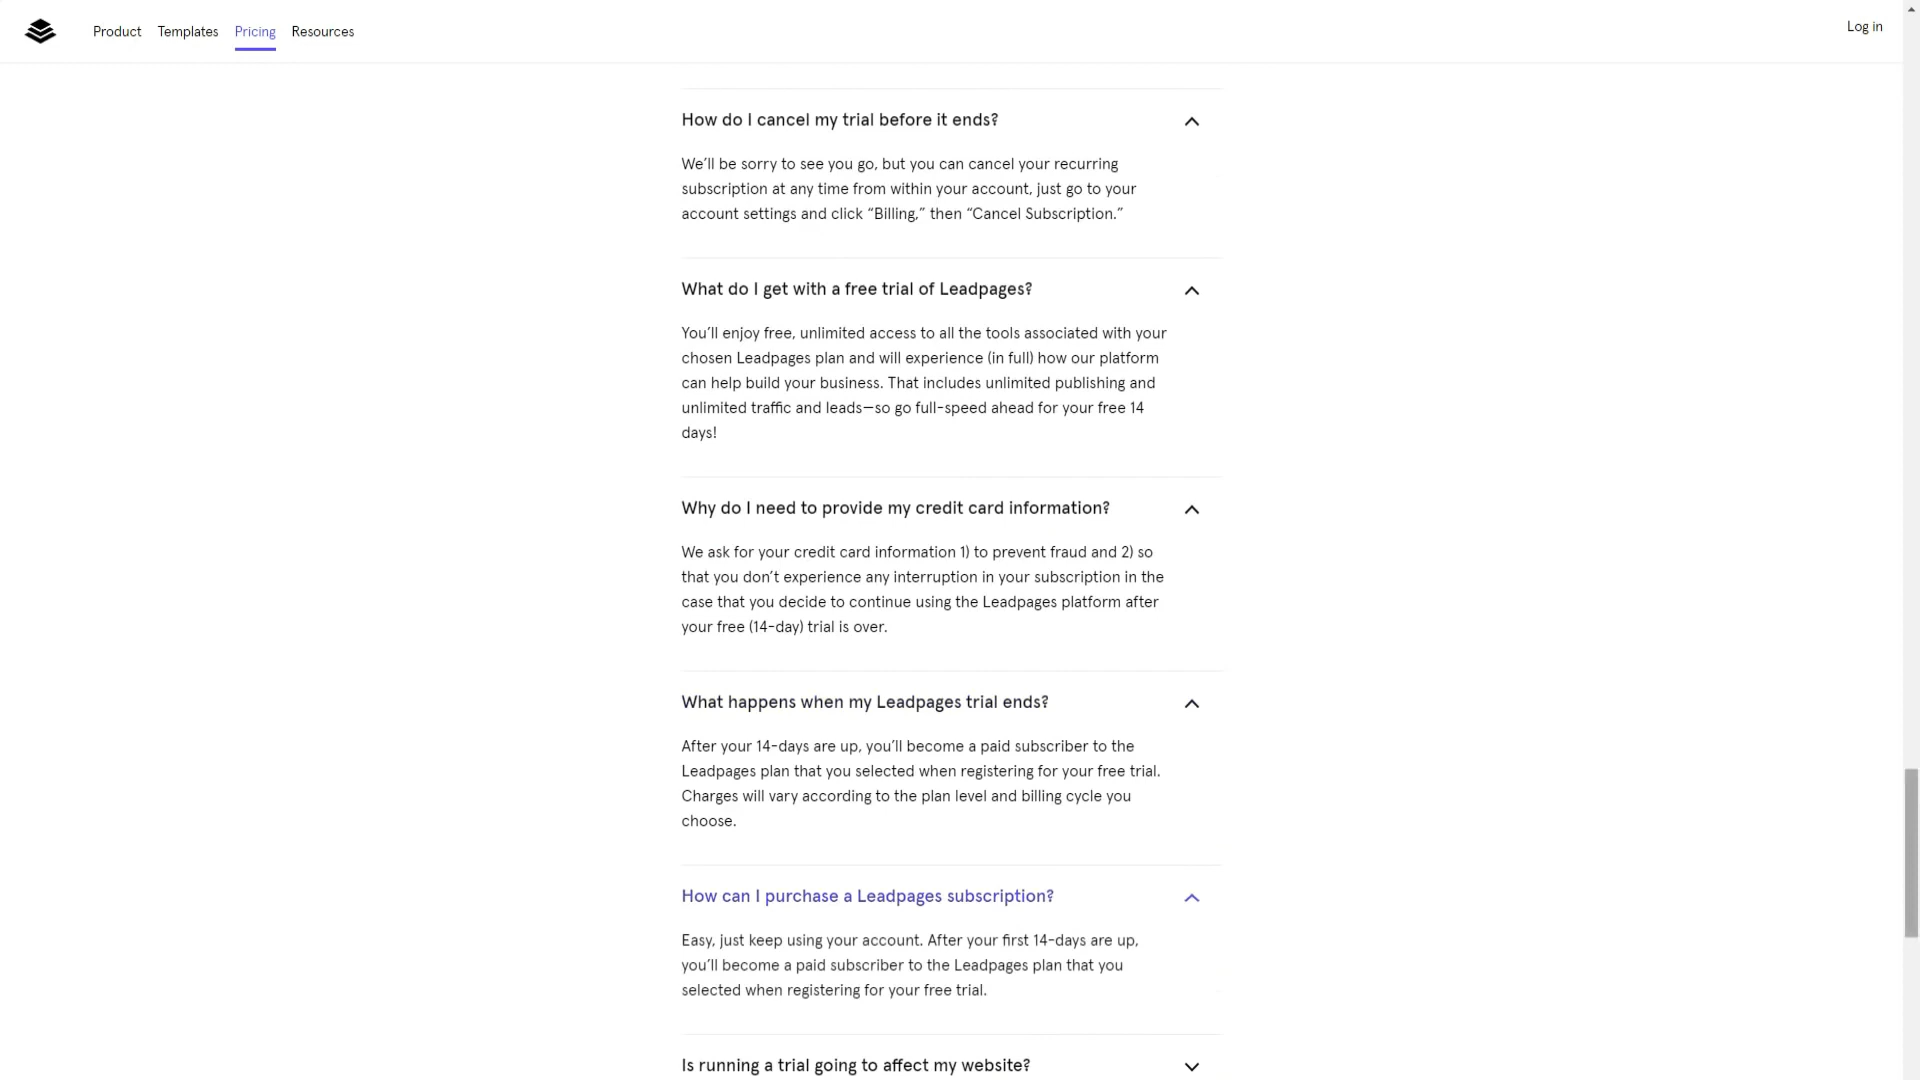 Product Templates Pricing Resources Log in
How do I cancel my trial before it ends?
We’ll be sorry to see you go, but you can cancel your recurring
subscription at any time from within your account, just go to your
account settings and click “Billing,” then “Cancel Subscription.”
What do I get with a free trial of Leadpages?
You’ll enjoy free, unlimited access to all the tools associated with your
chosen Leadpages plan and will experience (in full) how our platform
can help build your business. That includes unlimited publishing and
unlimited traffic and leads—so go full-speed ahead for your free 14
days!
Why do I need to provide my credit card information?
We ask for your credit card information 1) to prevent fraud and 2) so
that you don’t experience any interruption in your subscription in the
case that you decide to continue using the Leadpages platform after
your free (14-day) trial is over.
What happens when my Leadpages trial ends?
After your 14-days are up, you’ll become a paid subscriber to the
Leadpages plan that you selected when registering for your free trial.
Charges will vary according to the plan level and billing cycle you
choose.
How can I purchase a Leadpages subscription?
Easy, just keep using your account. After your first 14-days are up,
you’ll become a paid subscriber to the Leadpages plan that you
selected when registering for your free trial.
Is running a trial going to affect my website?